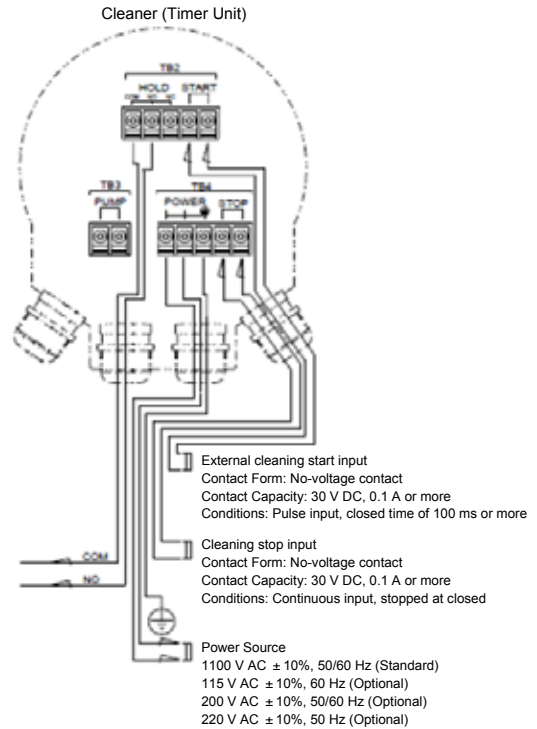 Cleaner (Timer Unit)
TB2
HOLD START
COM NO NC
TB3
PUMP
TB4
POWER STOP
External cleaning start input
Contact Form: No-voltage contact
Contact Capacity: 30 V DC, 0.1 A or more
Conditions: Pulse input, closed time of 100 ms or more
Cleaning stop input
Contact Form: No-voltage contact
Contact Capacity: 30 V DC, 0.1 A or more
Conditions: Continuous input, stopped at closed
COM
NO
Power Source
1100 V AC ± 10%, 50/60 Hz (Standard)
115 V AC ± 10%, 60 Hz (Optional)
200 V AC ± 10%, 50/60 Hz (Optional)
220 V AC ± 10%, 50 Hz (Optional)